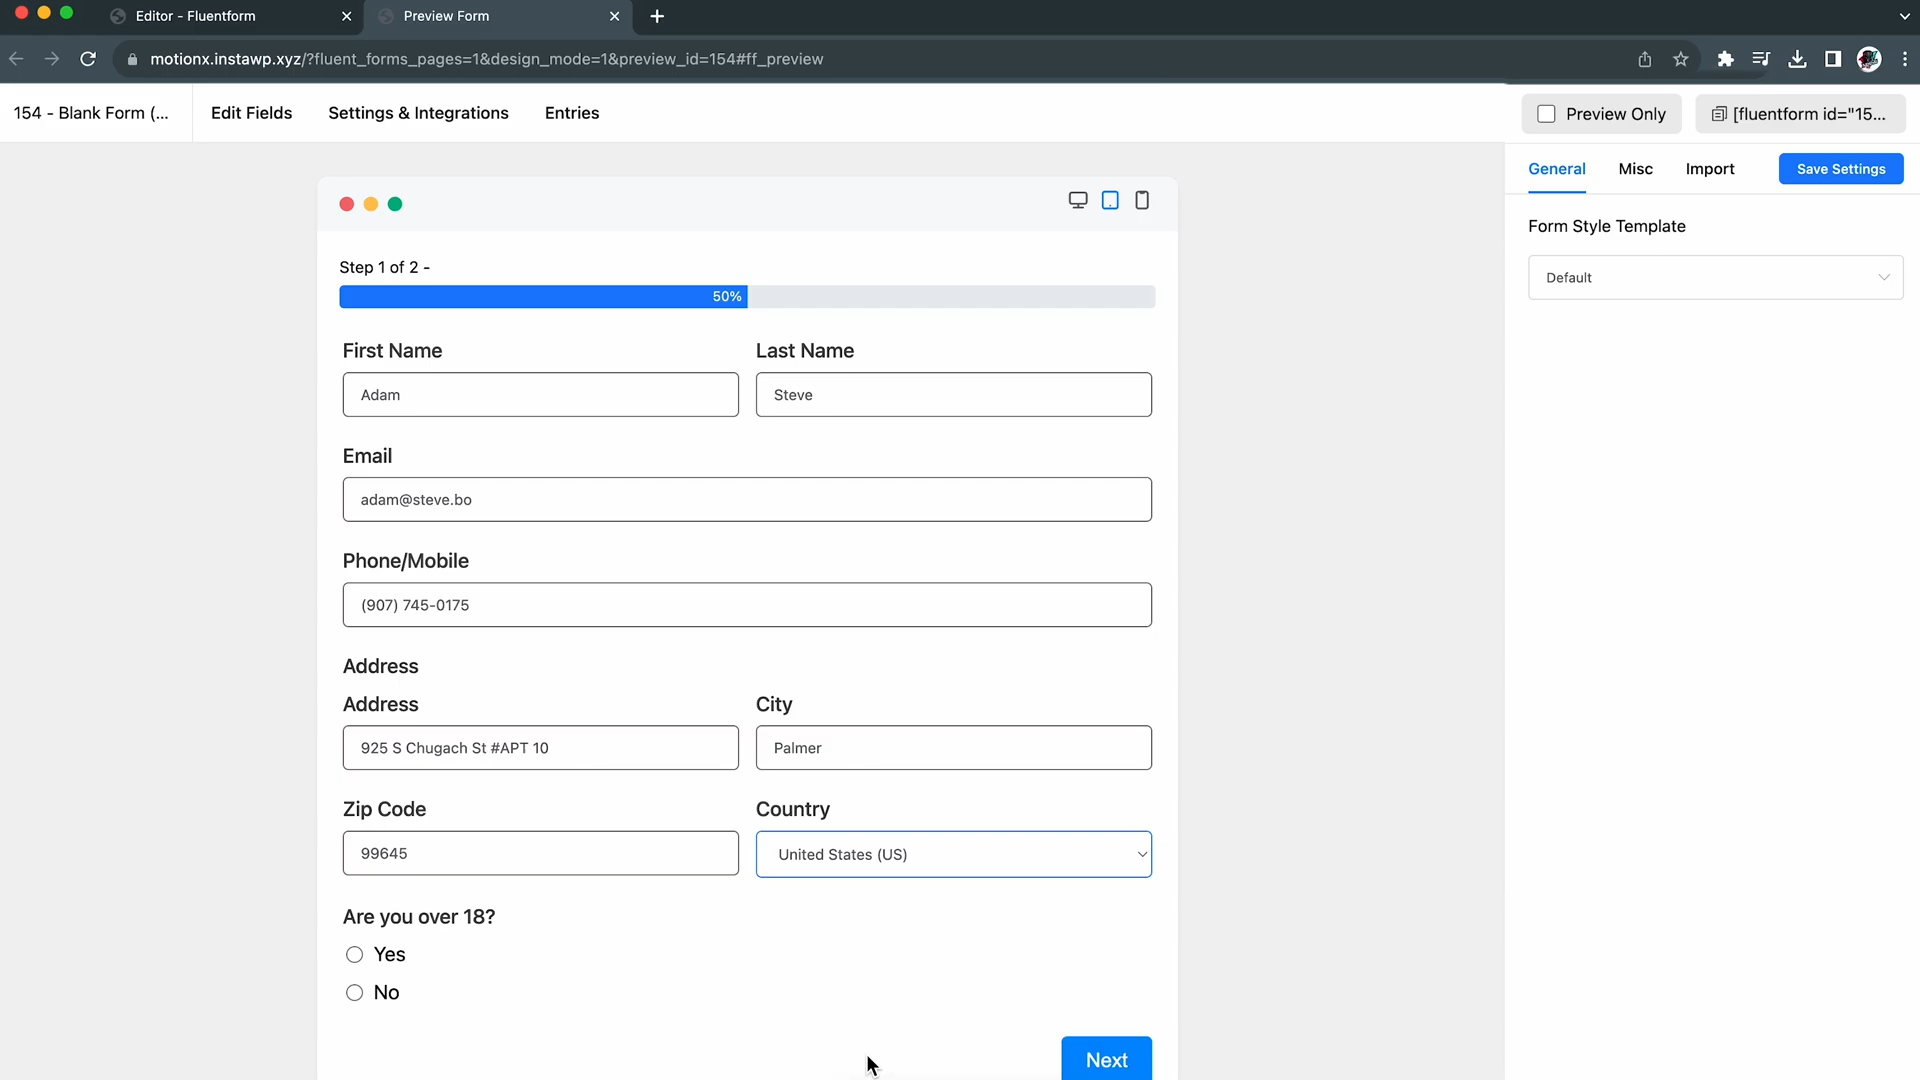 Editor - Fluentform
Preview Form
motionx.instawp.xyz/?fluent_forms_pages=1&design_mode=1&preview_id=154#ff_preview
154 - Blank Form (...
Edit Fields
Settings & Integrations
Entries
Preview Only
[fluentform id="15...
General
Misc
Import
Save Settings
Form Style Template
Default
Step 1 of 2 -
50%
First Name
Last Name
Adam
Steve
Email
adam@steve.bo
Phone/Mobile
(907) 745-0175
Address
Address
City
925 S Chugach St #APT 10
Palmer
Zip Code
Country
99645
United States (US)
Are you over 18?
Yes
No
Next